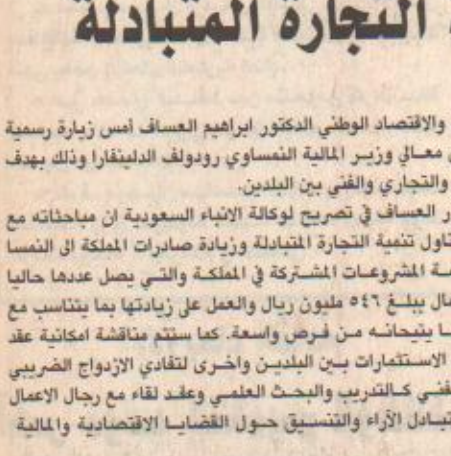 التجارة المتبادلة
والاقتصاد الوطني الدكتور ابراهيم العساف أمس زيارة رسمية
معالي وزير المالية النمساوي رودولف الدلينفارا وذلك بهدف
والتجاري والفني بين البلدين.
العساف في تصريح لوكالة الانباء السعودية ان مباحثاته مع
تناول تنمية التجارة المتبادلة وزيادة صادرات المملكة الى النمسا
المشروعات المشتركة في المملكة والتي يصل عددها حاليا
يبلغ ٥٤٦ مليون ريال والعمل على زيادتها بما يتناسب مع
يتيحانه من فرص واسعة. كما ستتم مناقشة امكانية عقد
الاستثمارات بين البلدين واخرى لتفادي الازدواج الضريبي
كالتدريب والبحث العلمي وعقد لقاء مع رجال الاعمال
الآراء والتنسيق حول القضايا الاقتصادية والمالية